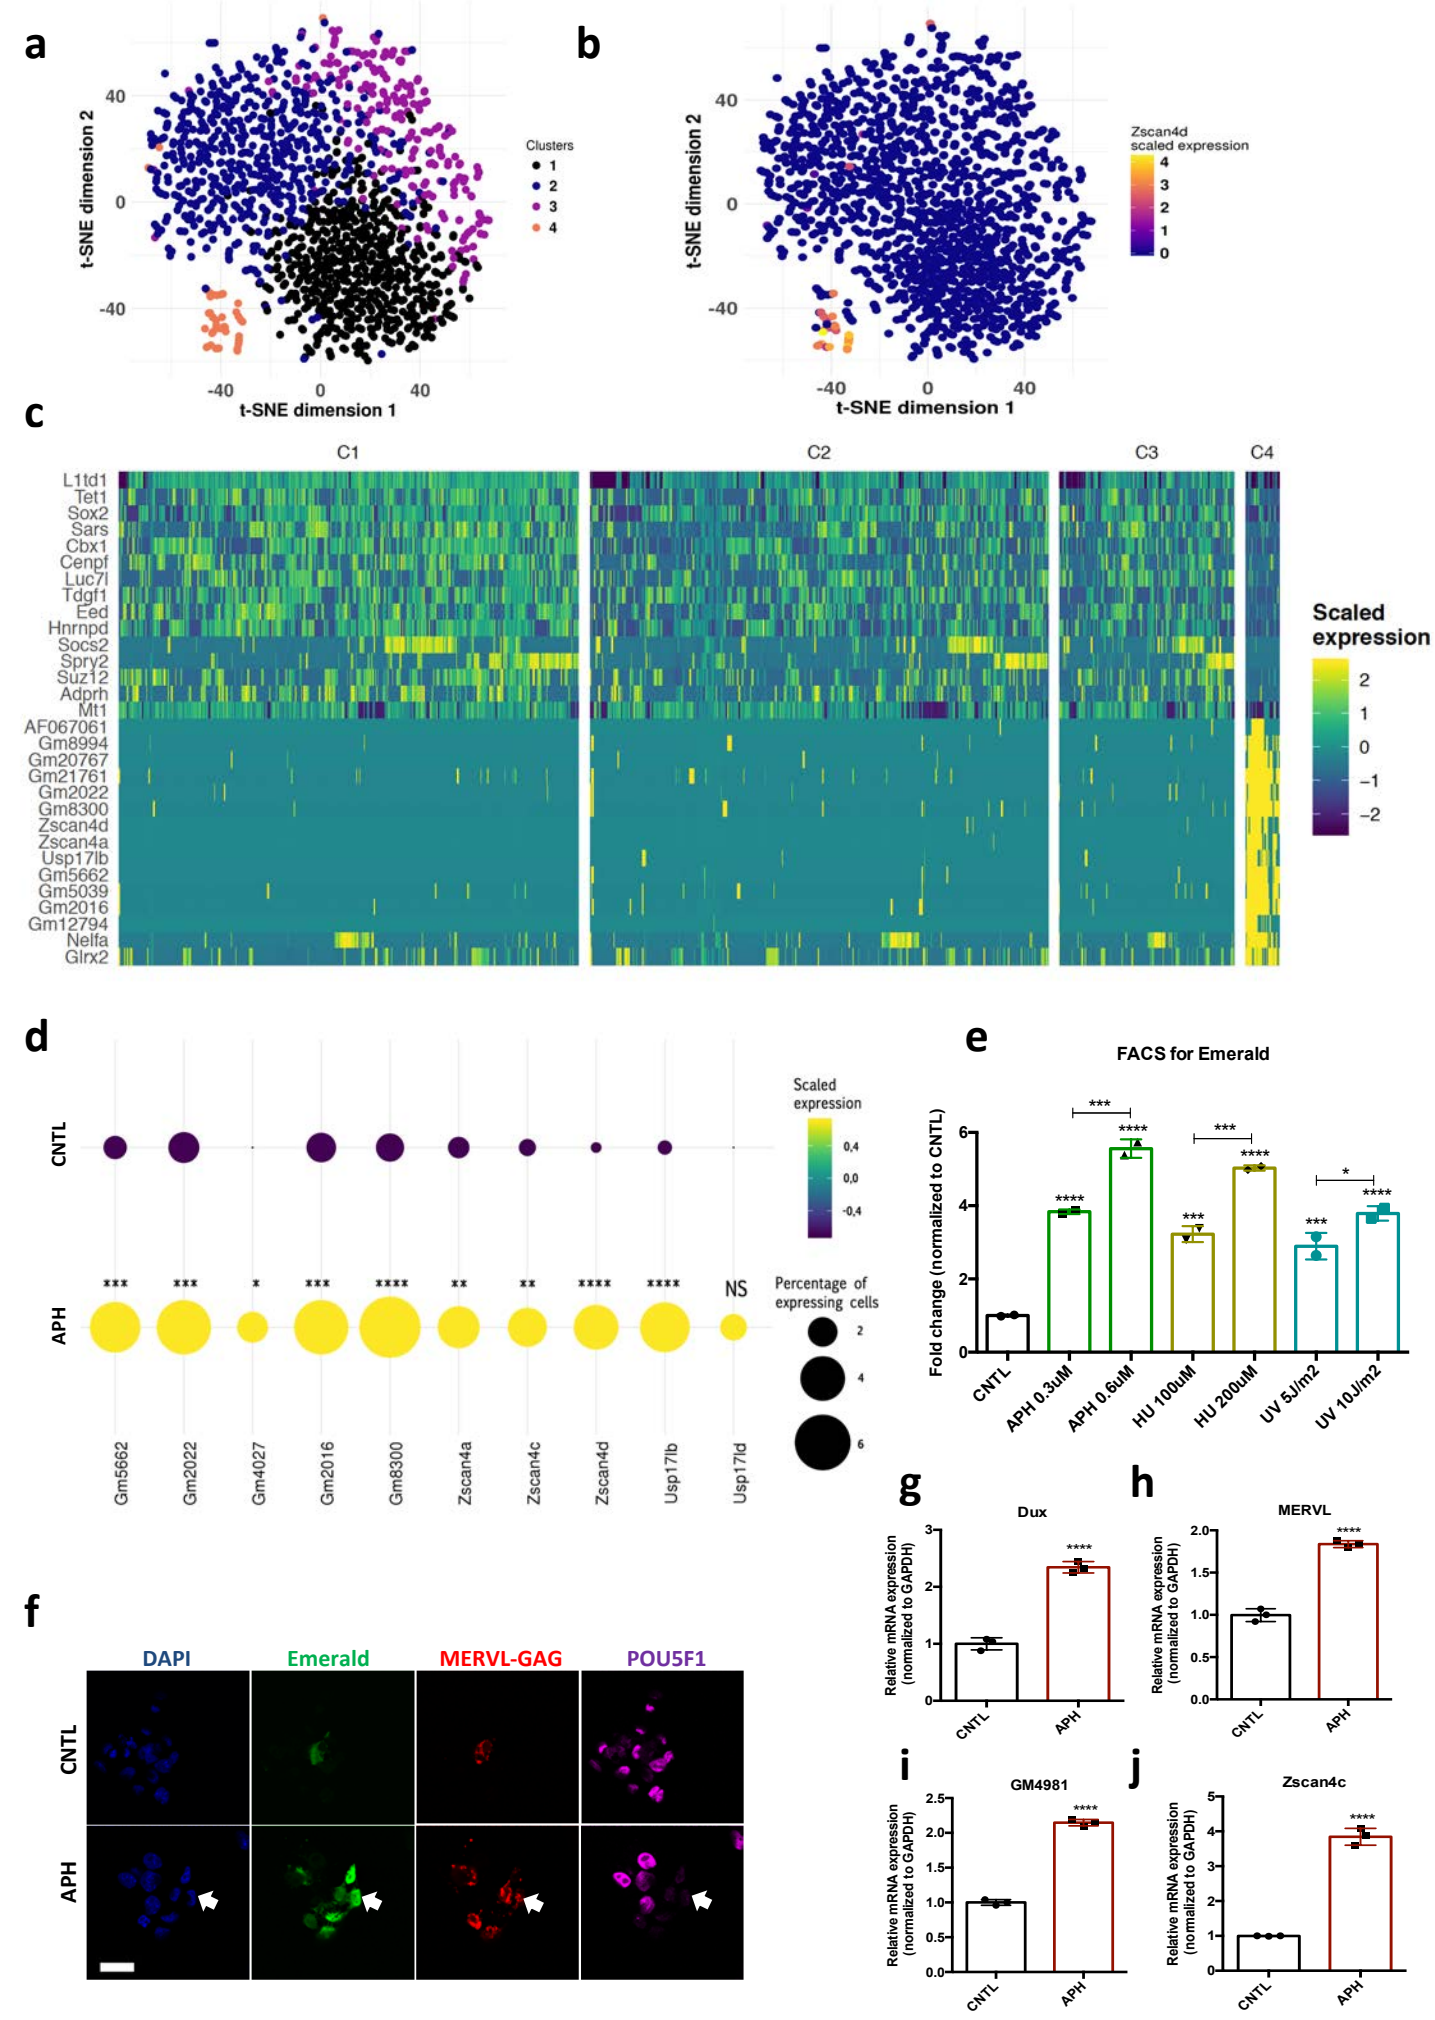 a
t-SNE dimension 2
40
0
-40
-40
0
40
t-SNE dimension 1
Clusters
1
2
3
4
b
t-SNE dimension 2
40
0
-40
-40
0
40
t-SNE dimension 1
Zscan4d
scaled expression
4
3
2
1
0
c
C1
C2
C3
C4
L1td1
Tet1
Sox2
Sars
Cbx1
Cenpf
Luc7l
Tdgf1
Eed
Hnrnpd
Socs2
Spry2
Suz12
Adprh
Mt1
AF067061
Gm8994
Gm20767
Gm21761
Gm2022
Gm8300
Zscan4d
Zscan4a
Usp17lb
Gm5662
Gm5039
Gm2016
Gm12794
Nelfa
Glrx2
Scaled
expression
2
1
0
−1
−2
d
CNTL
APH
*** *** * *** **** ** ** **** **** NS
Gm5662
Gm2022
Gm4027
Gm2016
Gm8300
Zscan4a
Zscan4c
Zscan4d
Usp17lb
Usp17ld
Scaled
expression
0,4
0,0
-0,4
Percentage of
expressing cells
2
4
6
e
FACS for Emerald
Fold change (normalized to CNTL)
6
4
2
0
***
****
****
***
***
****
*
***
****
CNTL
APH 0.3uM
APH 0.6uM
HU 100uM
HU 200uM
UV 5J/m2
UV 10J/m2
f
DAPI
Emerald
MERVL-GAG
POU5F1
CNTL
APH
g
Dux
Relative mRNA expression
(normalized to GAPDH)
3
2
1
0
****
CNTL
APH
h
MERVL
Relative mRNA expression
(normalized to GAPDH)
2.0
1.5
1.0
0.5
0.0
****
CNTL
APH
i
GM4981
Relative mRNA expression
(normalized to GAPDH)
2.5
2.0
1.5
1.0
0.5
0.0
****
CNTL
APH
j
Zscan4c
Relative mRNA expression
(normalized to GAPDH)
5
4
3
2
1
0
****
CNTL
APH